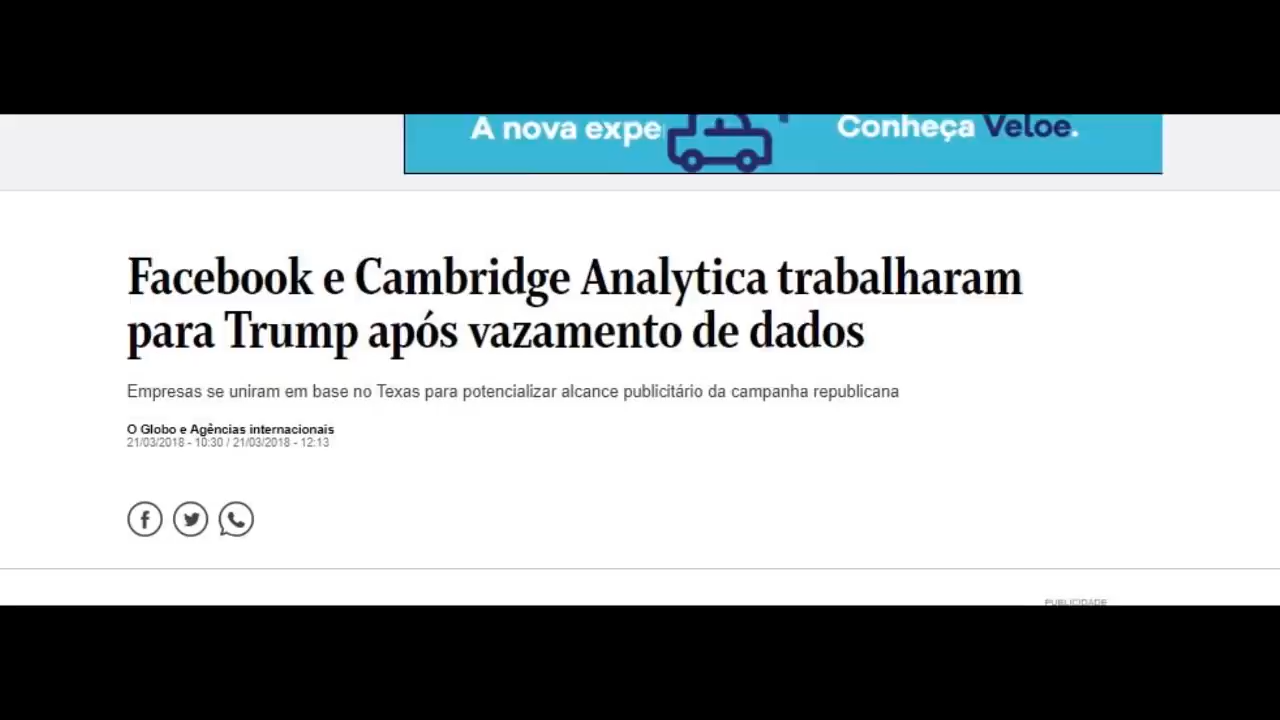 A nova expe
Conheça Veloe.
Facebook e Cambridge Analytica trabalharam
para Trump após vazamento de dados
Empresas se uniram em base no Texas para potencializar alcance publicitário da campanha republicana
O Globo e Agências internacionais
21/03/2018 - 10:30 / 21/03/2018 - 12:13
PUBLICIDADE